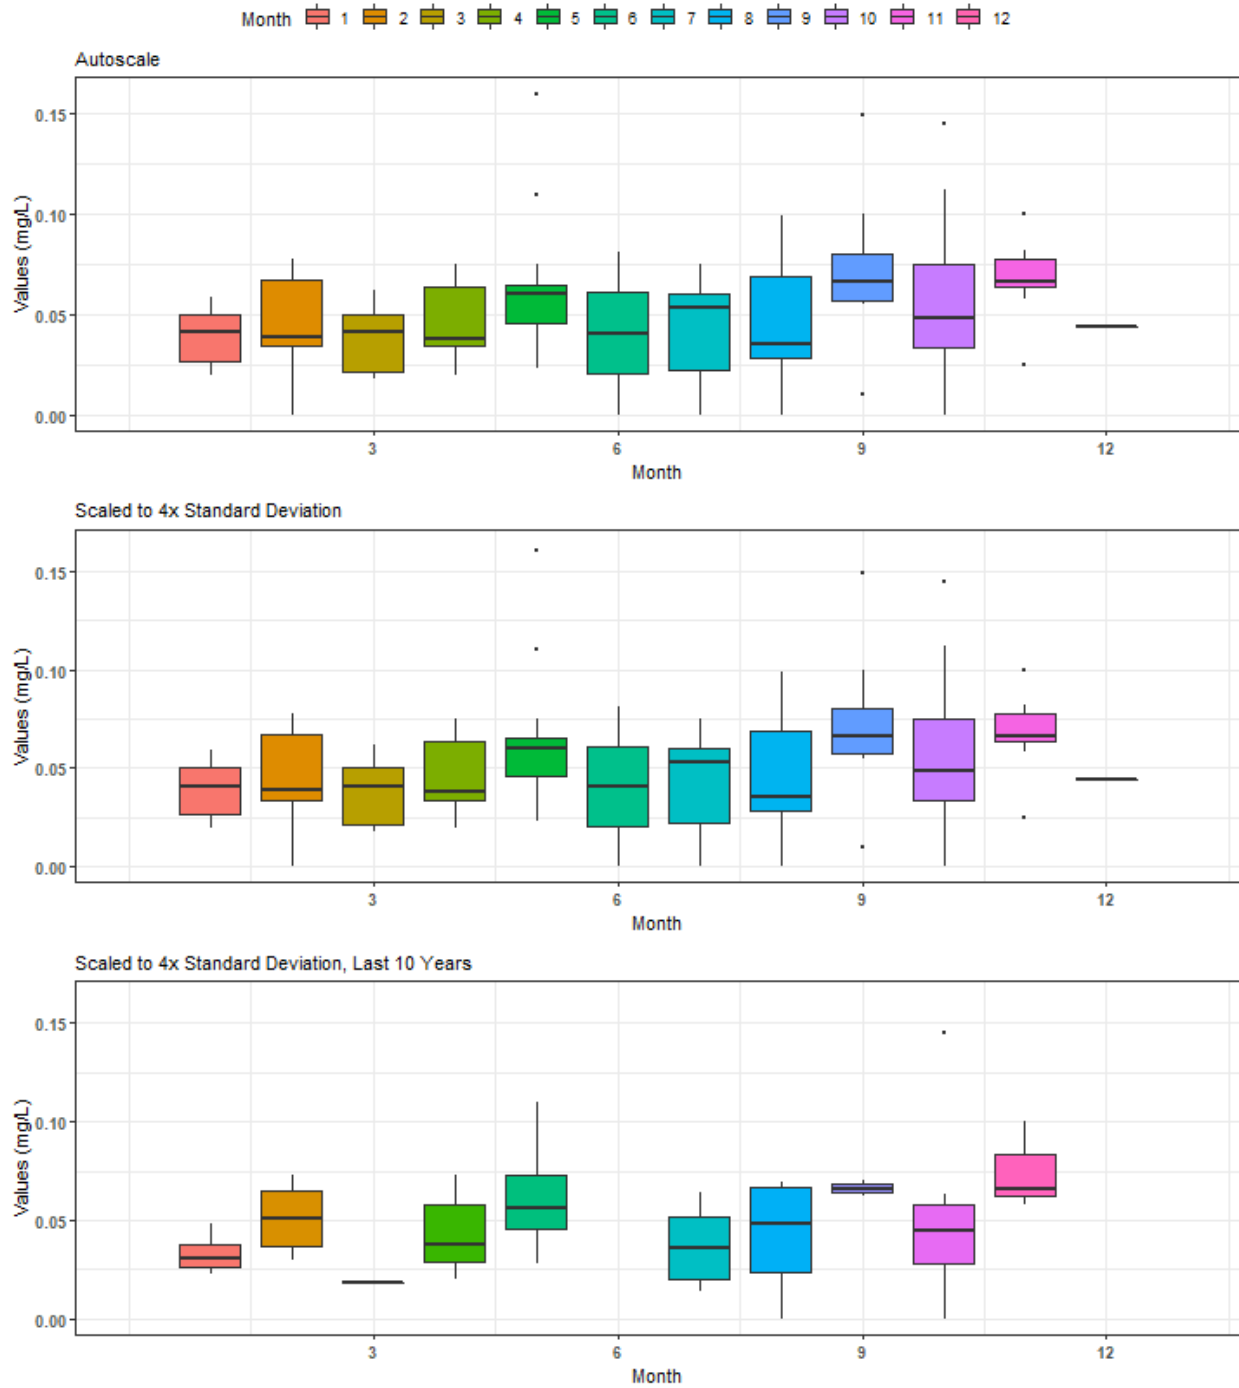 Month 1 2 3 4 5 6 7 8 9 10 11 12
Autoscale
Values (mg/L)
0.15
0.10
0.05
0.00
3 6 9 12
Month
Scaled to 4x Standard Deviation
Values (mg/L)
0.15
0.10
0.05
0.00
3 6 9 12
Month
Scaled to 4x Standard Deviation, Last 10 Years
Values (mg/L)
0.15
0.10
0.05
0.00
3 6 9 12
Month